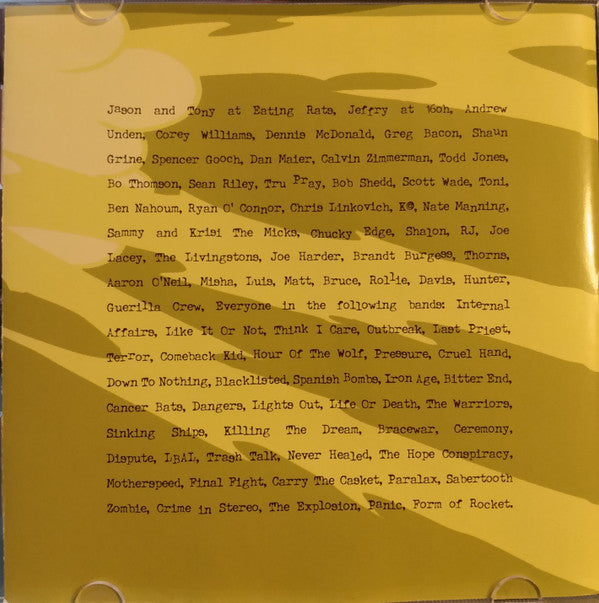 Jason and Tony at Eating Rats, Jeffry at 16oh, Andrew
Unden, Corey Williams, Dennis McDonald, Greg Bacon, Shaun
Grine, Spencer Gooch, Dan Maier, Calvin Zimmerman, Todd Jones,
Bo Thomson, Sean Riley, Tru Pray, Bob Shedd, Scott Wade, Toni,
Ben Nahoum, Ryan O' Connor, Chris Linkovich, K@, Nate Manning,
Sammy and Krisi The Micks, Chucky Edge, Shalon, RJ, Joe
Lacey, The Livingstons, Joe Harder, Brandt Burgess, Thorns,
Aaron O'Neil, Misha, Luis, Matt, Bruce, Rollie, Davis, Hunter,
Guerilla Crew, Everyone in the following bands: Internal
Affairs, Like It Or Not, Think I Care, Outbreak, Last Priest,
Terror, Comeback Kid, Hour Of The Wolf, Pressure, Cruel Hand,
Down To Nothing, Blacklisted, Spanish Bombs, Iron Age, Bitter End,
Cancer Bats, Dangers, Lights Out, Life Or Death, The Warriors,
Sinking Ships, Killing The Dream, Bracewar, Ceremony,
Dispute, LBAL, Trash Talk, Never Healed, The Hope Conspiracy,
Motherspeed, Final Fight, Carry The Casket, Paralax, Sabertooth
Zombie, Crime in Stereo, The Explosion, Panic, Form of Rocket.